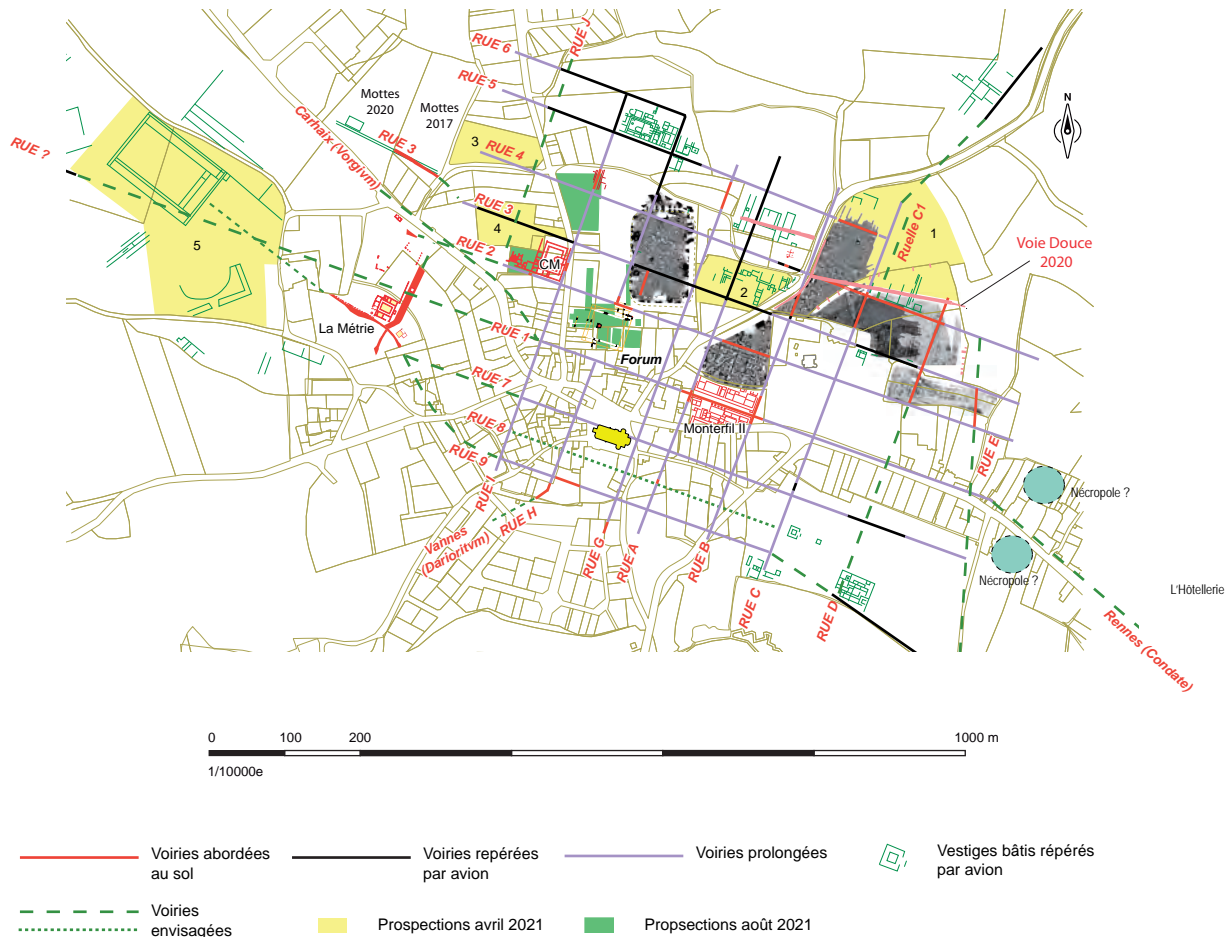 RUE 6
RUE J
RUE 5
Mottes
2020
Mottes
2017
Carhaix (Vorgivm)
RUE 3
3
RUE 4
N
RUE ?
RUE 3
4
RUE 2
CM
5
1
Ruelle C1
Voie Douce
2020
2
La Métrie
RUE 1
Forum
RUE 7
Monterfil II
RUE 8
RUE 9
RUE E
RUE I
RUE H
Nécropole ?
Vannes
(Darioritvm)
RUE G
RUE A
RUE B
RUE C
RUE D
Nécropole ?
L'Hôtellerie
Rennes (Condate)
0 100 200 1000 m
1/10000e
Voiries abordées
au sol
Voiries repérées
par avion
Voiries prolongées
Vestiges bâtis répérés
par avion
Voiries
envisagées
Prospections avril 2021
Propsections août 2021